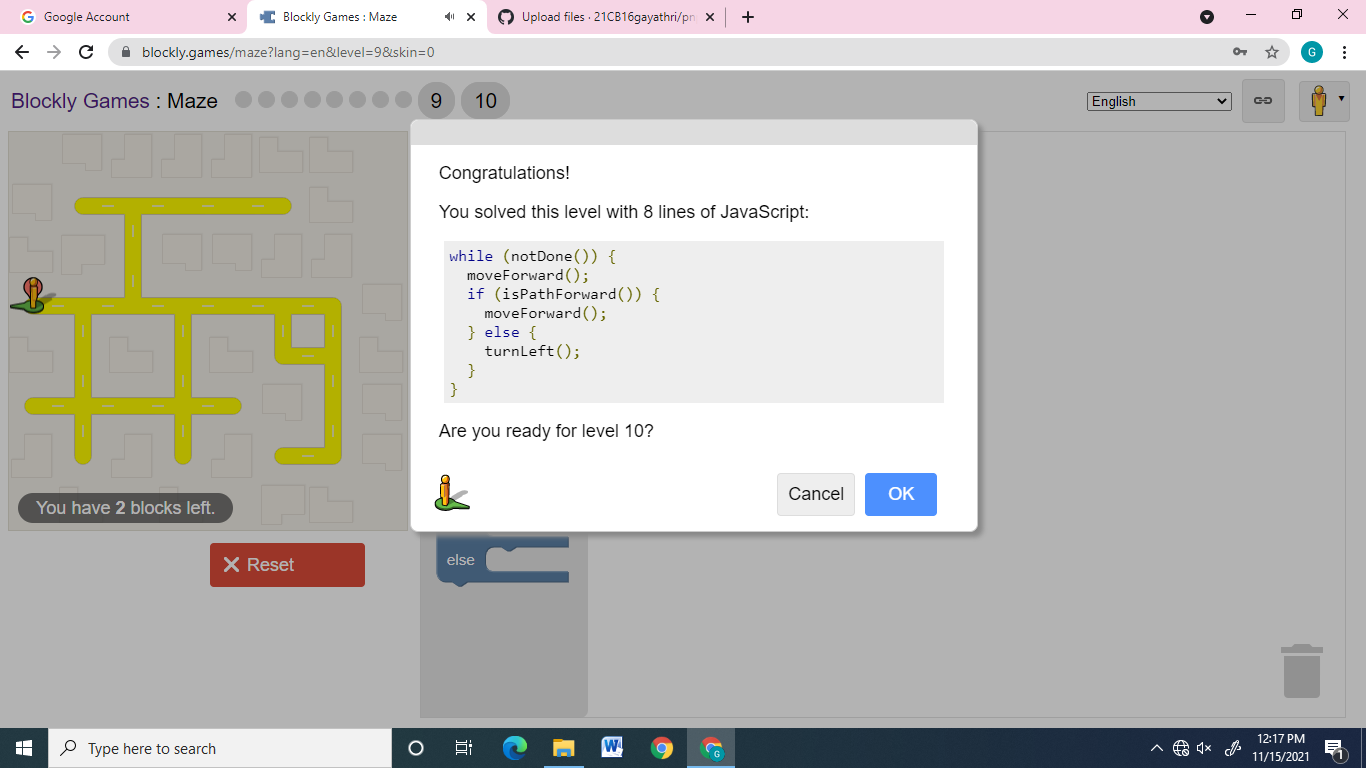 Google Account
Blockly Games : Maze
Upload files · 21CB16gayathri/pn
blockly.games/maze?lang=en&level=9&skin=0
G
Blockly Games : Maze
9
10
English
Congratulations!
You solved this level with 8 lines of JavaScript:
while (notDone()) {
  moveForward();
  if (isPathForward()) {
    moveForward();
  } else {
    turnLeft();
  }
}
Are you ready for level 10?
Cancel
OK
You have 2 blocks left.
Reset
else
Type here to search
G
12:17 PM
11/15/2021
1